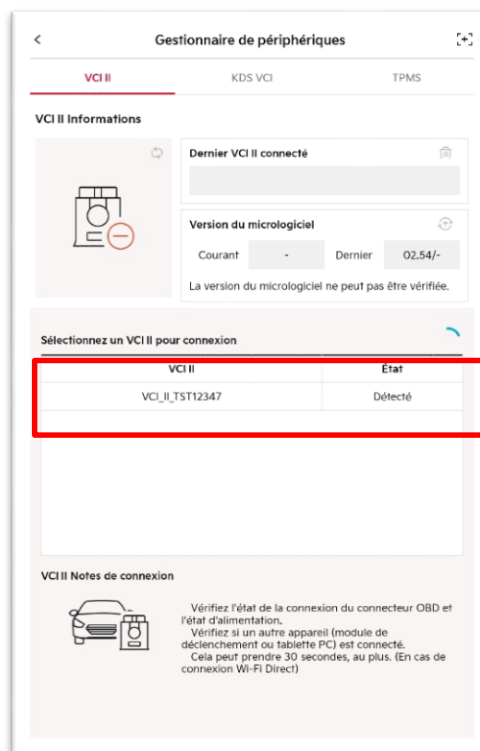 Gestionnaire de périphériques
VCI II KDS VCI TPMS
VCI II Informations
Dernier VCI II connecté
Version du micrologiciel
Courant - Dernier 02.54/-
La version du micrologiciel ne peut pas être vérifiée.
Sélectionnez un VCI II pour connexion
VCI II État
VCI_II_TST12347 Détecté
VCI II Notes de connexion
Vérifiez l'état de la connexion du connecteur OBD et
l'état d'alimentation.
Vérifiez si un autre appareil (module de
déclenchement ou tablette PC) est connecté.
Cela peut prendre 30 secondes, au plus. (En cas de
connexion Wi-Fi Direct)